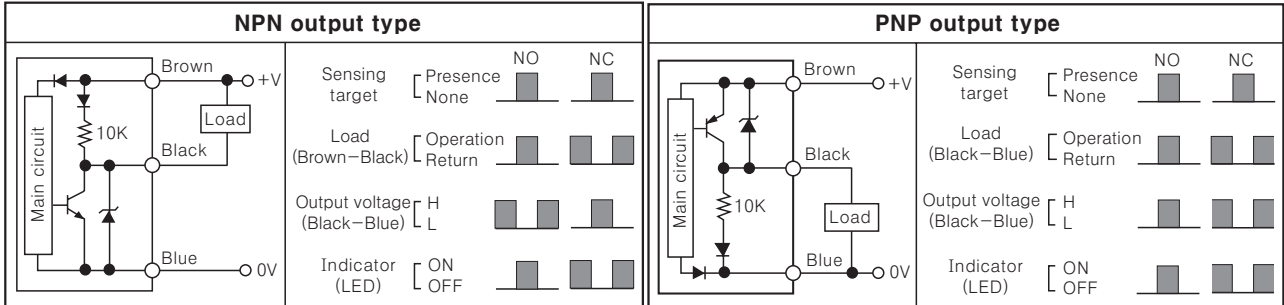 NPN output type
Brown
+V
Load
10K
Black
Main circuit
Blue
0V
NO NC
Sensing target Presence
None
Load (Brown−Black) Operation
Return
Output voltage (Black−Blue) H
L
Indicator (LED) ON
OFF
PNP output type
Brown
+V
Black
Main circuit
10K
Load
Blue
0V
NO NC
Sensing target Presence
None
Load (Black−Blue) Operation
Return
Output voltage (Black−Blue) H
L
Indicator (LED) ON
OFF